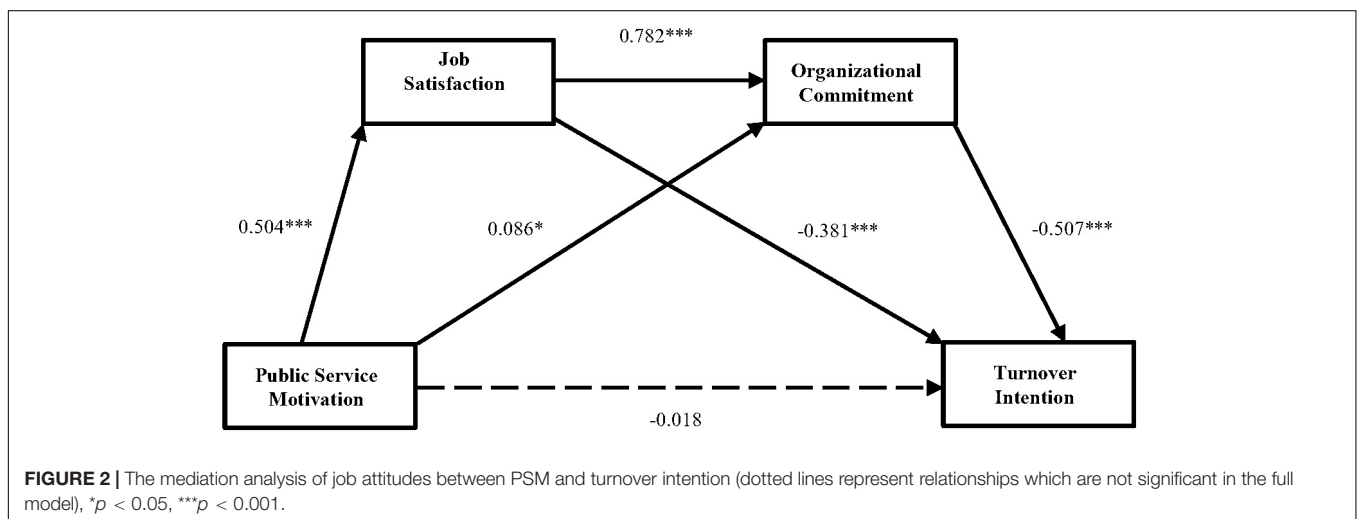 0.782***
Job
Satisfaction
Organizational
Commitment
0.504***
0.086*
-0.381***
-0.507***
Public Service
Motivation
Turnover
Intention
-0.018
FIGURE 2 | The mediation analysis of job attitudes between PSM and turnover intention (dotted lines represent relationships which are not significant in the full
model), *p < 0.05, ***p < 0.001.